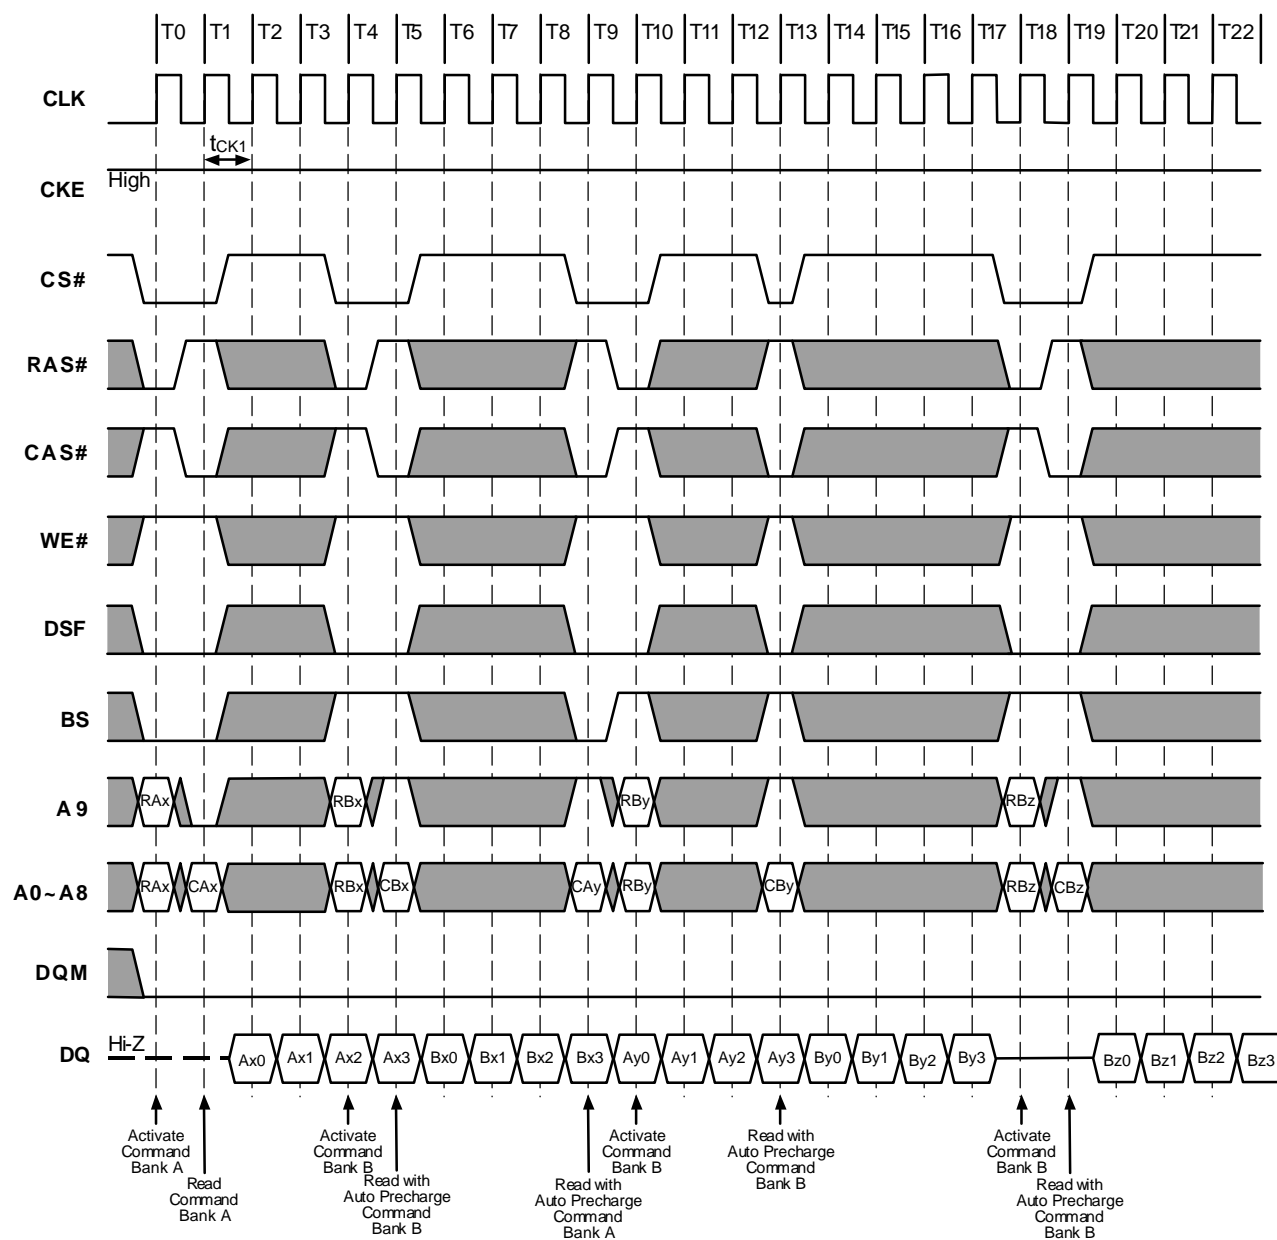 T0 T1 T2 T3 T4 T5 T6 T7 T8 T9 T10 T11 T12 T13 T14 T15 T16 T17 T18 T19 T20 T21 T22
CLK
tCK1
High
CKE
CS#
RAS#
CAS#
WE#
DSF
BS
A9 RAx RBx RBy RBz
A0~A8 RAx CAx RBx CBx CAy RBy CBy RBz CBz
DQM
Hi-Z
DQ Ax0 Ax1 Ax2 Ax3 Bx0 Bx1 Bx2 Bx3 Ay0 Ay1 Ay2 Ay3 By0 By1 By2 By3 Bz0 Bz1 Bz2 Bz3
Activate
Command
Bank A
Read
Command
Bank A
Activate
Command
Bank B
Read with
Auto Precharge
Command
Bank B
Read with
Auto Precharge
Command
Bank A
Activate
Command
Bank B
Read with
Auto Precharge
Command
Bank B
Activate
Command
Bank B
Read with
Auto Precharge
Command
Bank B